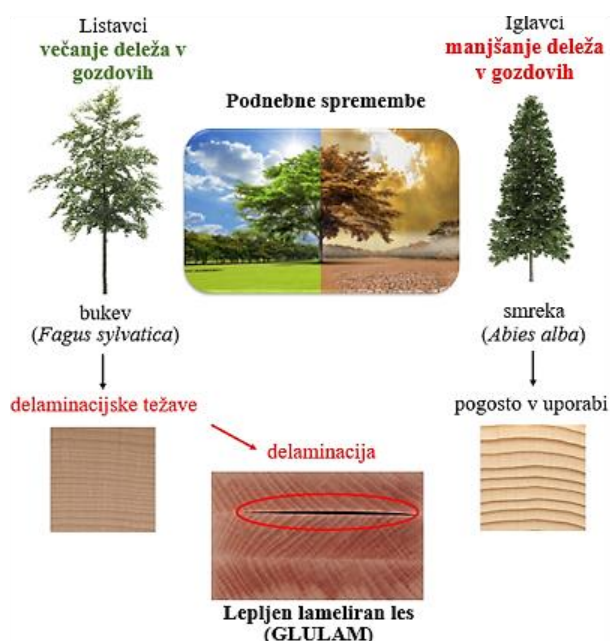 Listavci
večanje deleža v
gozdovih
Iglavci
manjšanje deleža
v gozdovih
Podnebne spremembe
bukev
(Fagus sylvatica)
smreka
(Abies alba)
delaminacijske težave
pogosto v uporabi
delaminacija
Lepljen lameliran les
(GLULAM)